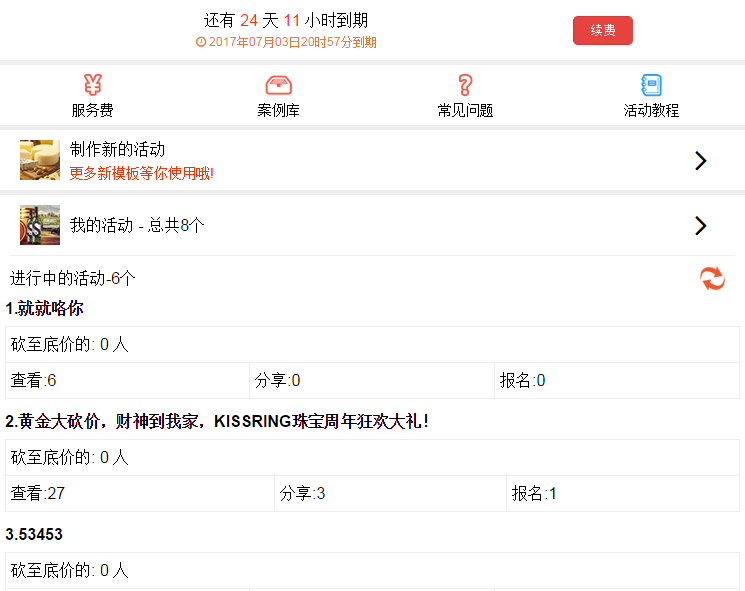 还有 24 天 11 小时到期
2017年07月03日20时57分到期
续费
服务费 案例库 常见问题 活动教程
制作新的活动
更多新模板等你使用哦!
我的活动 - 总共8个
进行中的活动-6个
1.就就咯你
砍至底价的: 0 人
查看:6 分享:0 报名:0
2.黄金大砍价，财神到我家，KISSRING珠宝周年狂欢大礼！
砍至底价的: 0 人
查看:27 分享:3 报名:1
3.53453
砍至底价的: 0 人